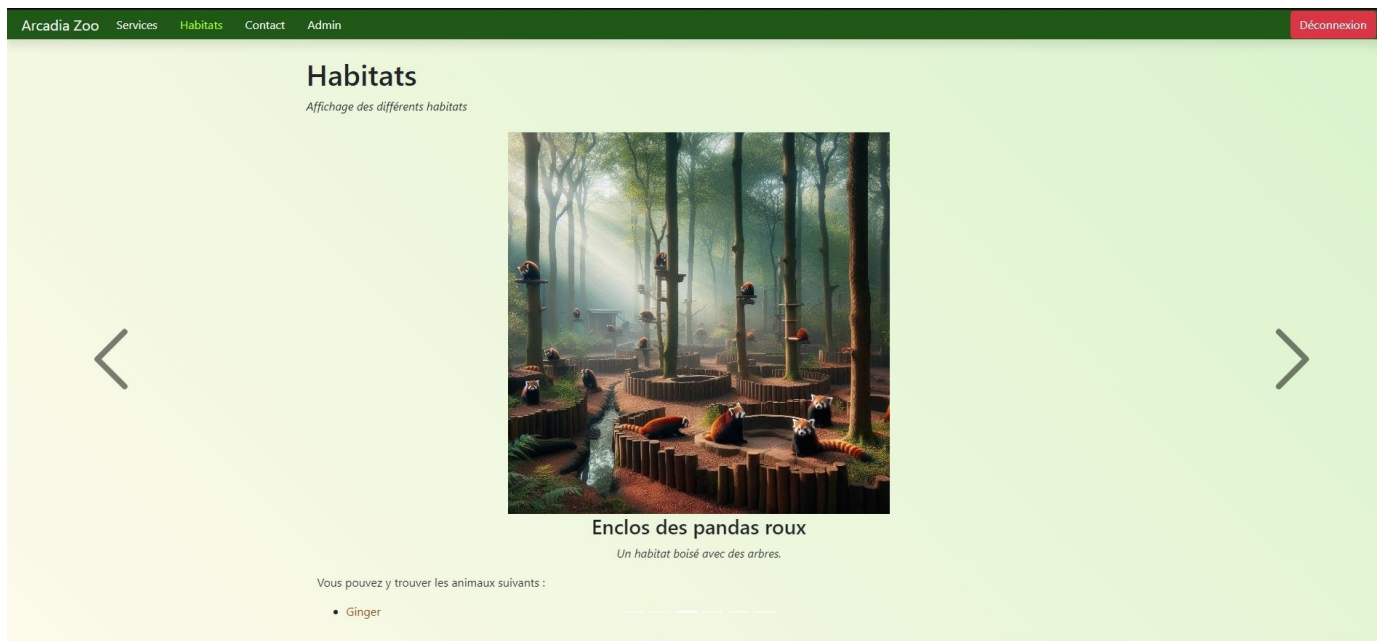 Arcadia Zoo Services Habitats Contact Admin Déconnexion
Habitats
Affichage des différents habitats
Enclos des pandas roux
Un habitat boisé avec des arbres.
Vous pouvez y trouver les animaux suivants :
Ginger